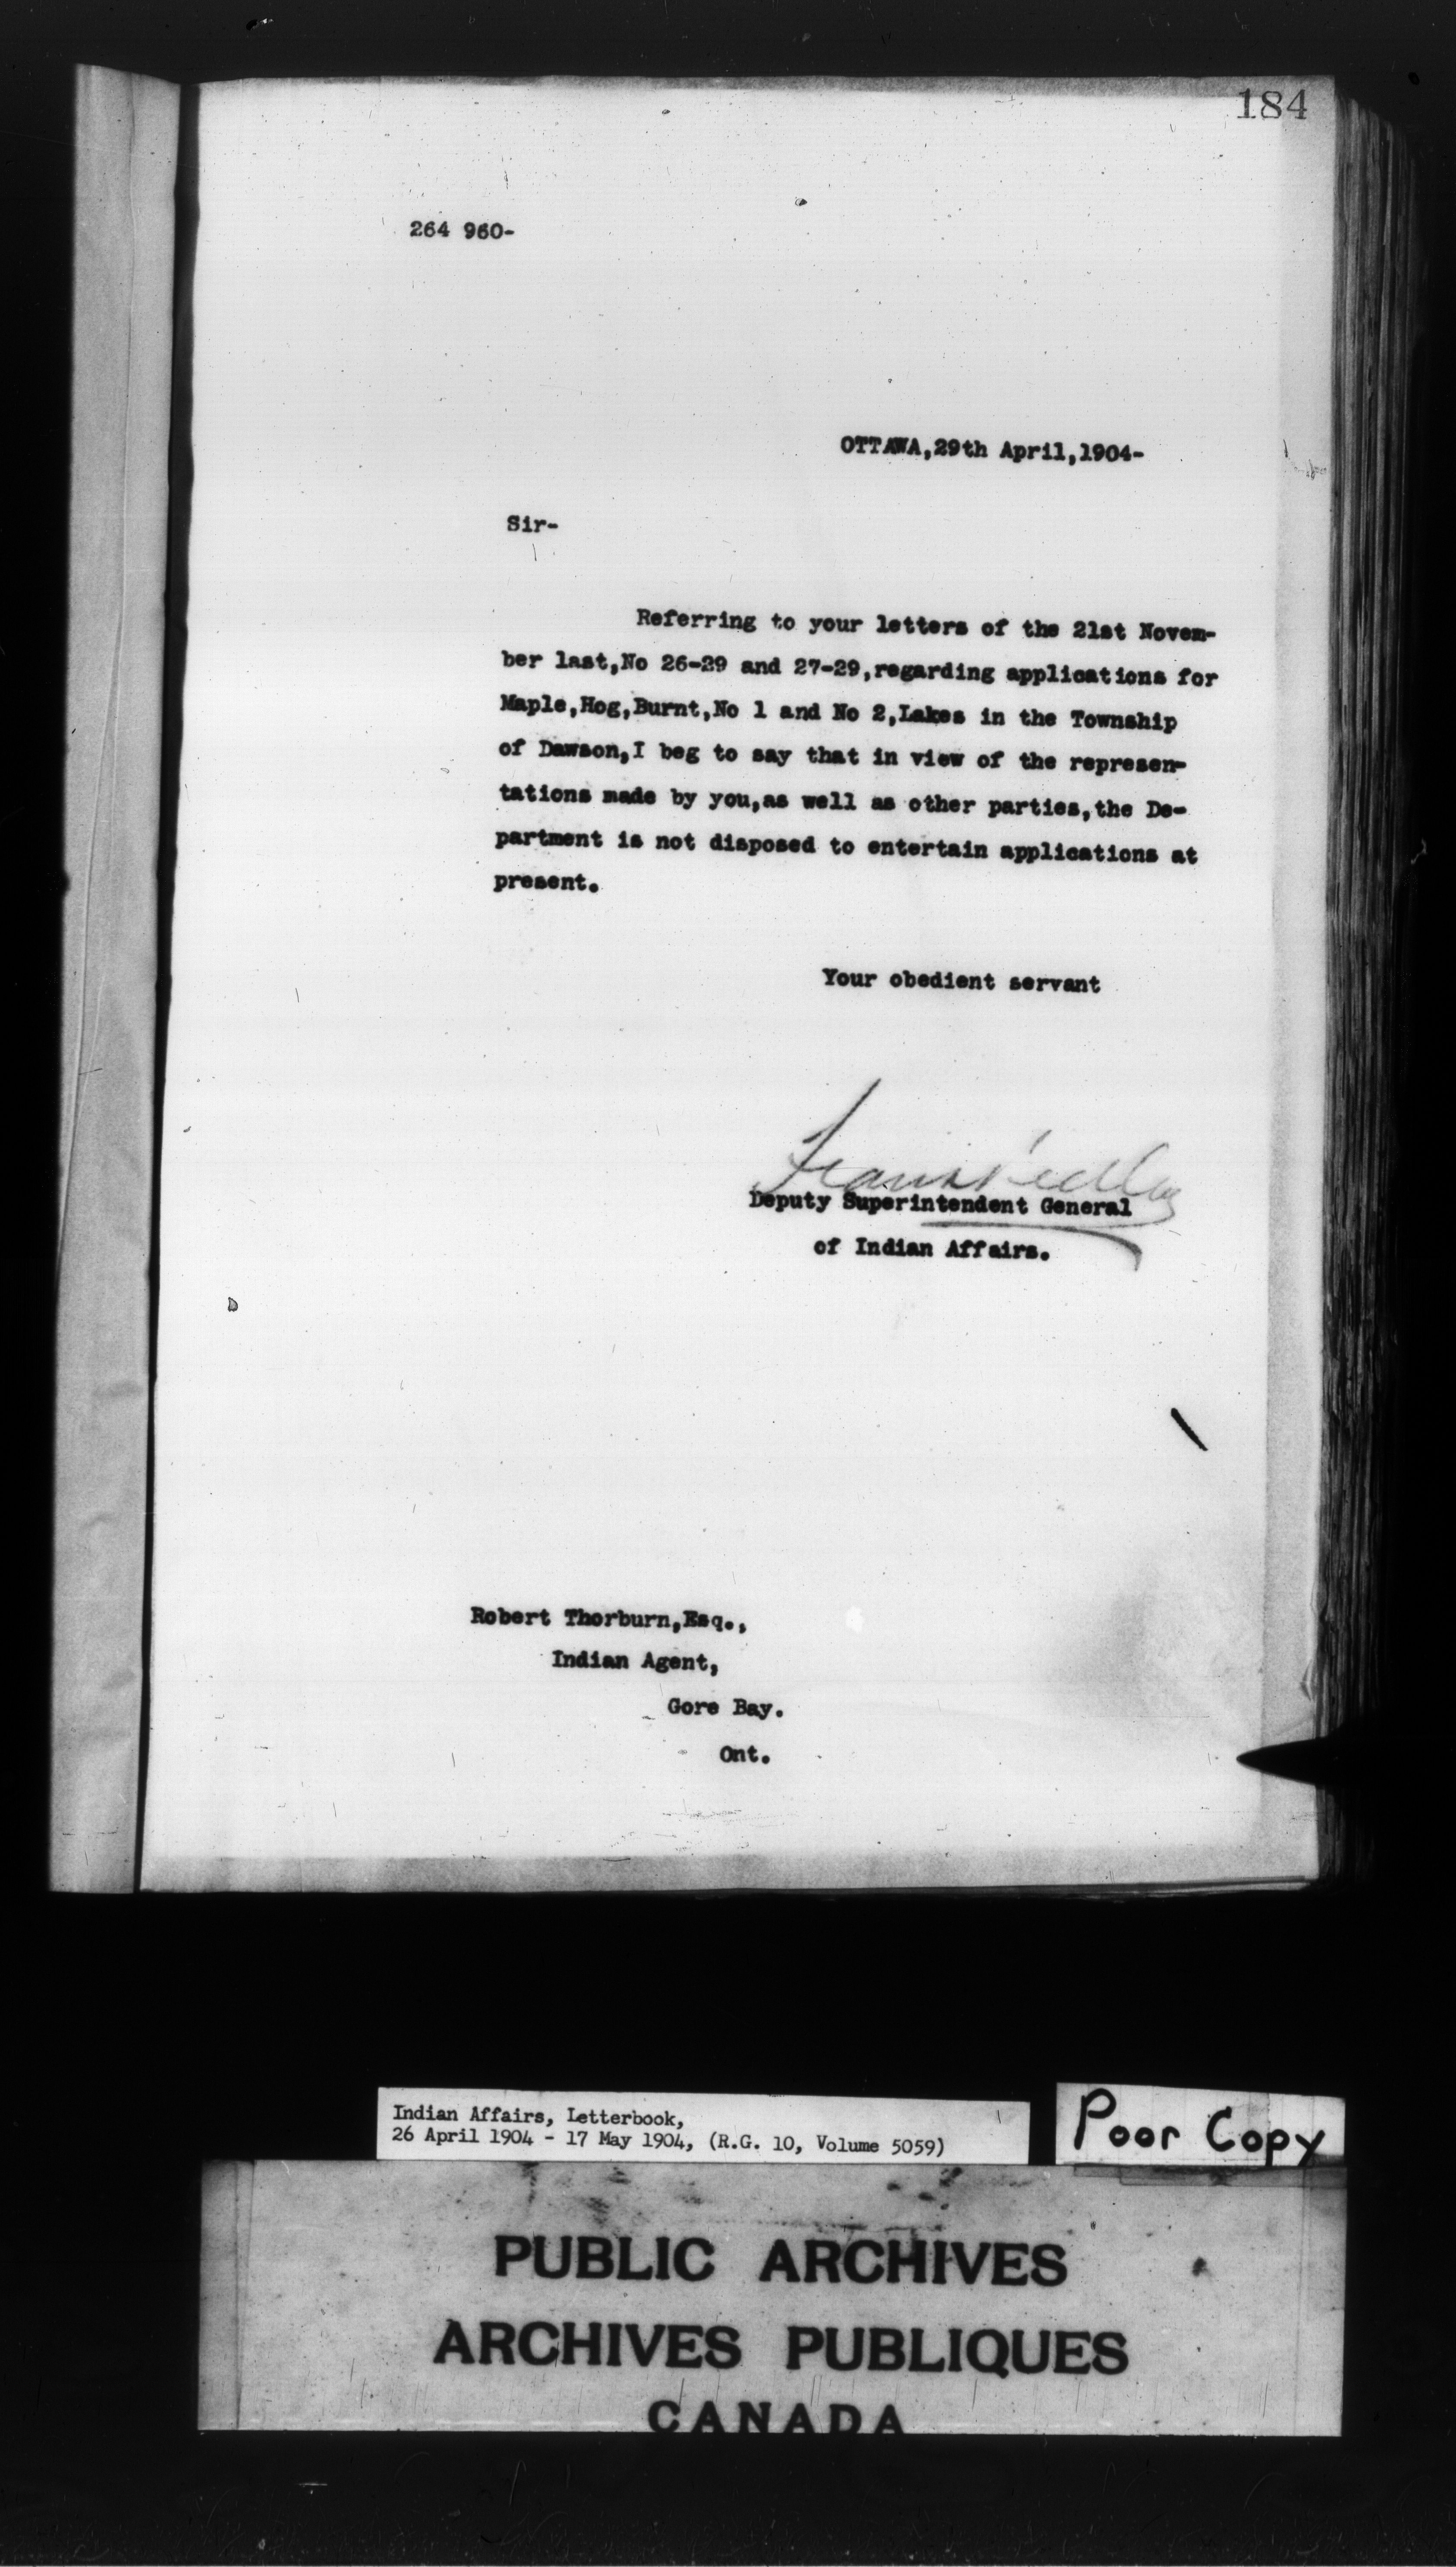 184
264 960-
OTTAWA,29th April,1904-
Sir-
Referring to your letters of the 21st Novem-
ber last,No 26-29 and 27-29,regarding applications for
Maple,Hog,Burnt,No 1 and No 2,Lakes in the Township
of Dawson,I beg to say that in view of the represen-
tations made by you,as well as other parties,the De-
partment is not disposed to entertain applications at
present.
Your obedient servant
Frank Pedley
Deputy Superintendent General
of Indian Affairs.
Robert Thorburn,Esq.,
Indian Agent,
Gore Bay.
Ont.
Indian Affairs, Letterbook,
26 April 1904 - 17 May 1904, (R.G. 10, Volume 5059)
Poor Copy
PUBLIC ARCHIVES
ARCHIVES PUBLIQUES
CANADA